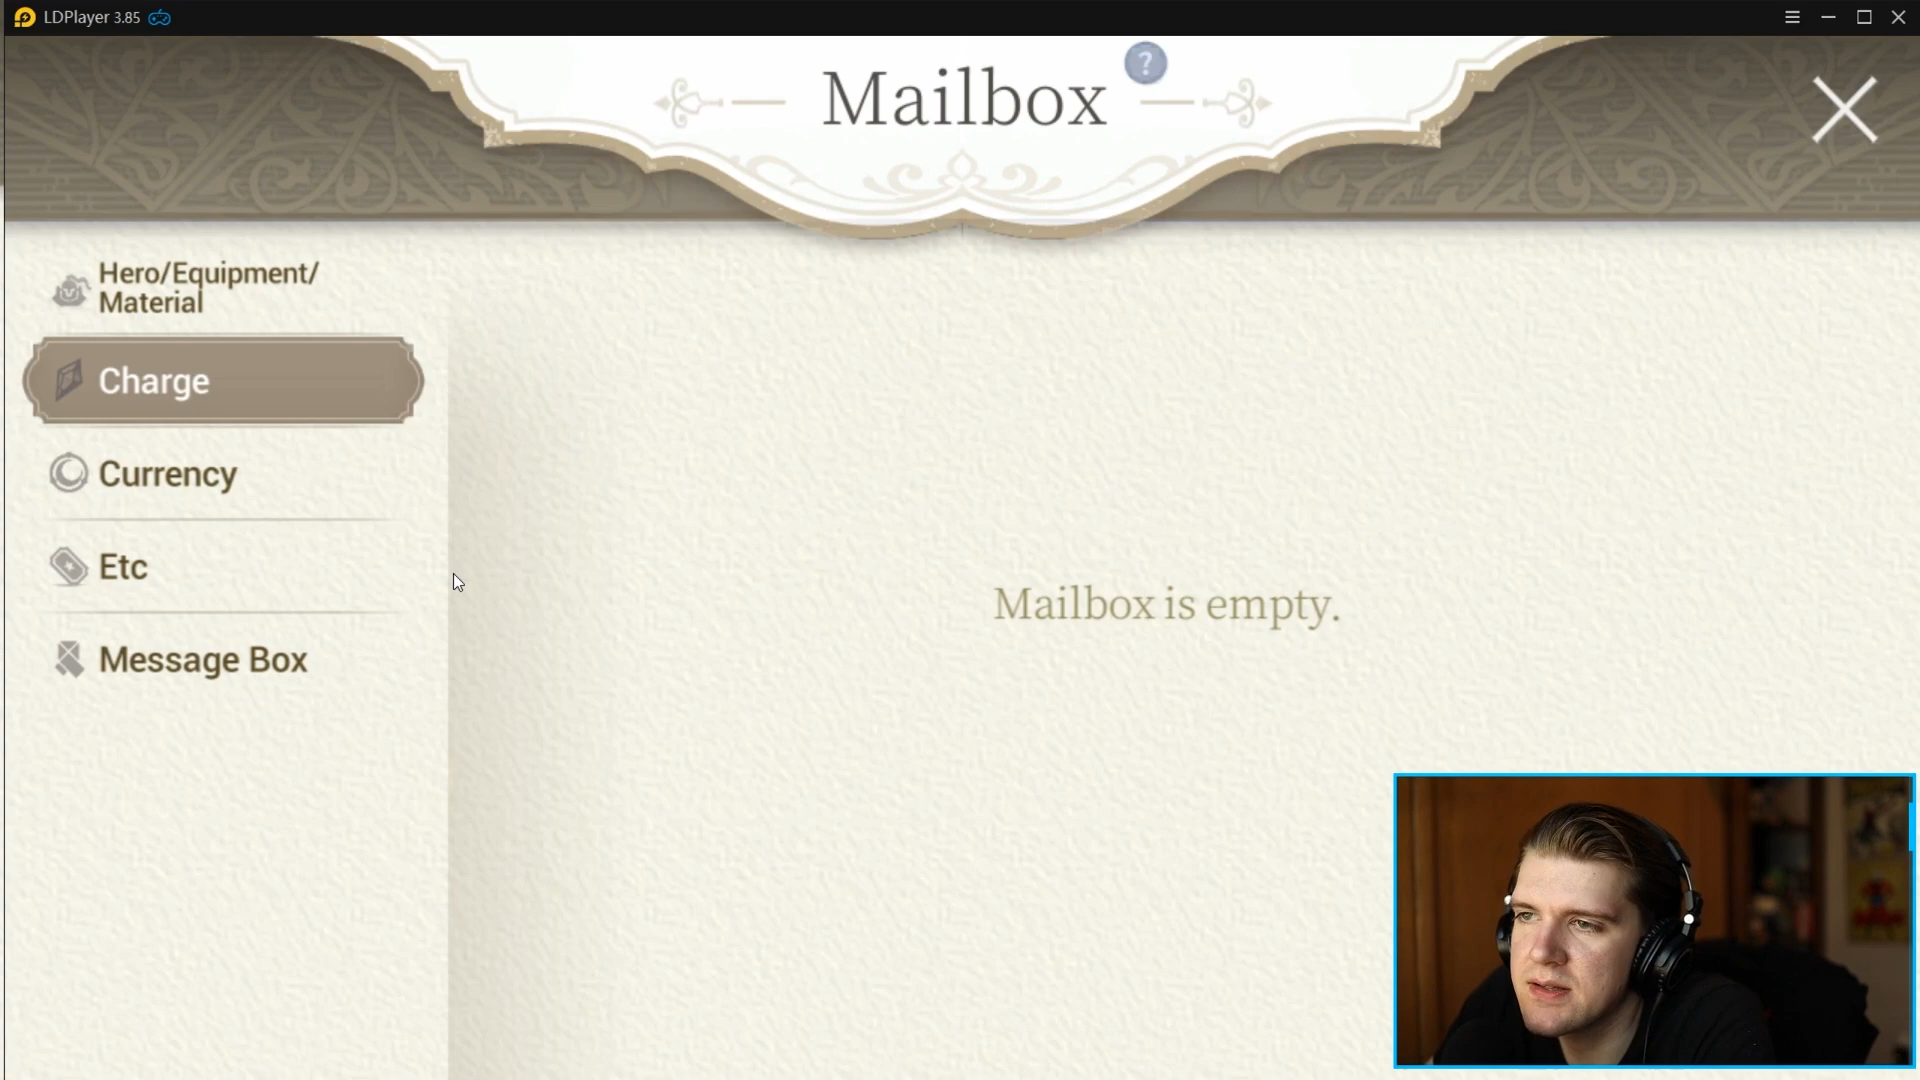 LDPlayer 3.85
Mailbox
?
Hero/Equipment/
Material
Charge
Currency
Etc
Message Box
Mailbox is empty.